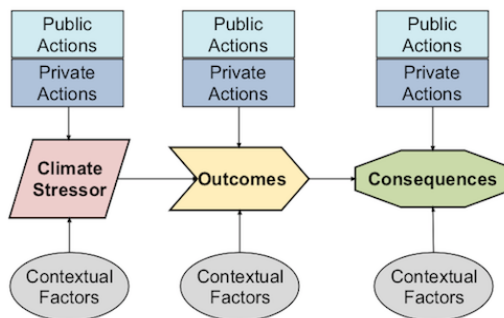 Public
Actions
Public
Actions
Public
Actions
Private
Actions
Private
Actions
Private
Actions
Climate
Stressor
Outcomes
Consequences
Contextual
Factors
Contextual
Factors
Contextual
Factors